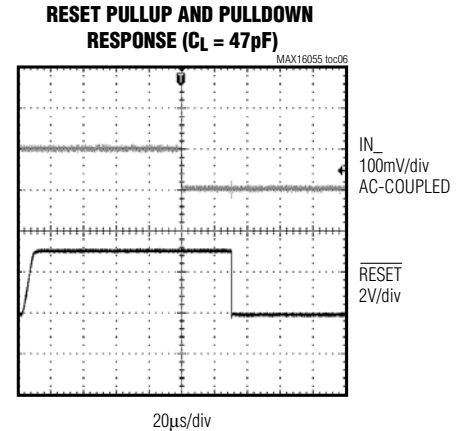 RESET PULLUP AND PULLDOWN
RESPONSE (CL = 47pF)
MAX16055 toc06
T
IN_
100mV/div
AC-COUPLED
RESET
2V/div
20µs/div